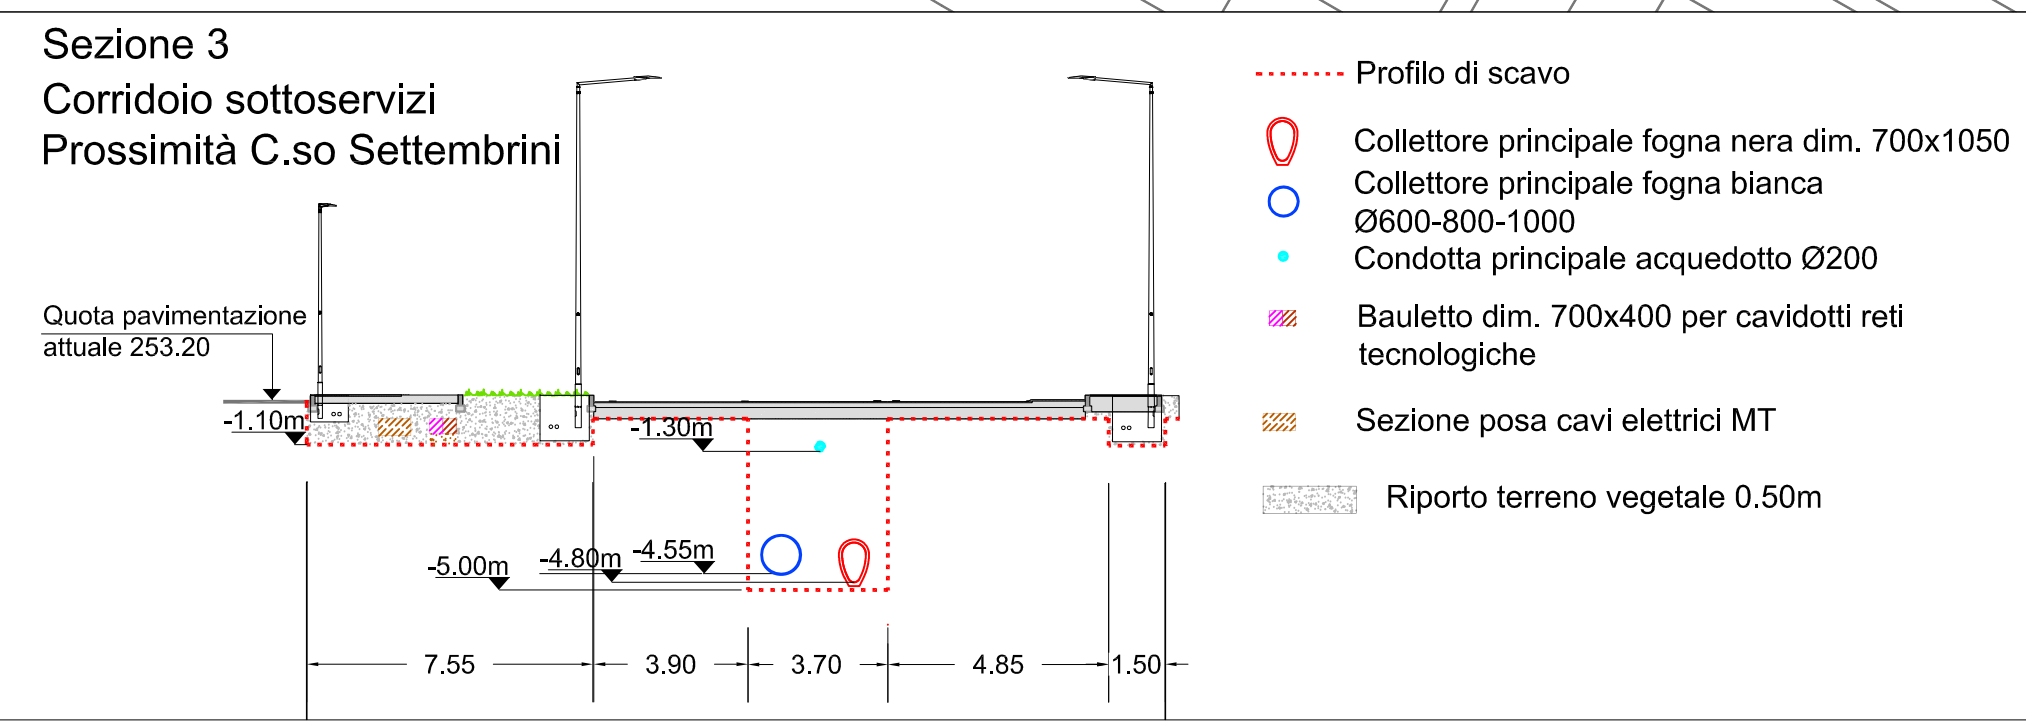 Sezione 3
Corridoio sottoservizi
Prossimità C.so Settembrini
Profilo di scavo
Collettore principale fogna nera dim. 700x1050
Collettore principale fogna bianca
Ø600-800-1000
Condotta principale acquedotto Ø200
Bauletto dim. 700x400 per cavidotti reti
tecnologiche
Sezione posa cavi elettrici MT
Riporto terreno vegetale 0.50m
Quota pavimentazione
attuale 253.20
-1.10m
-1.30m
-5.00m
-4.80m
-4.55m
7.55
3.90
3.70
4.85
1.50